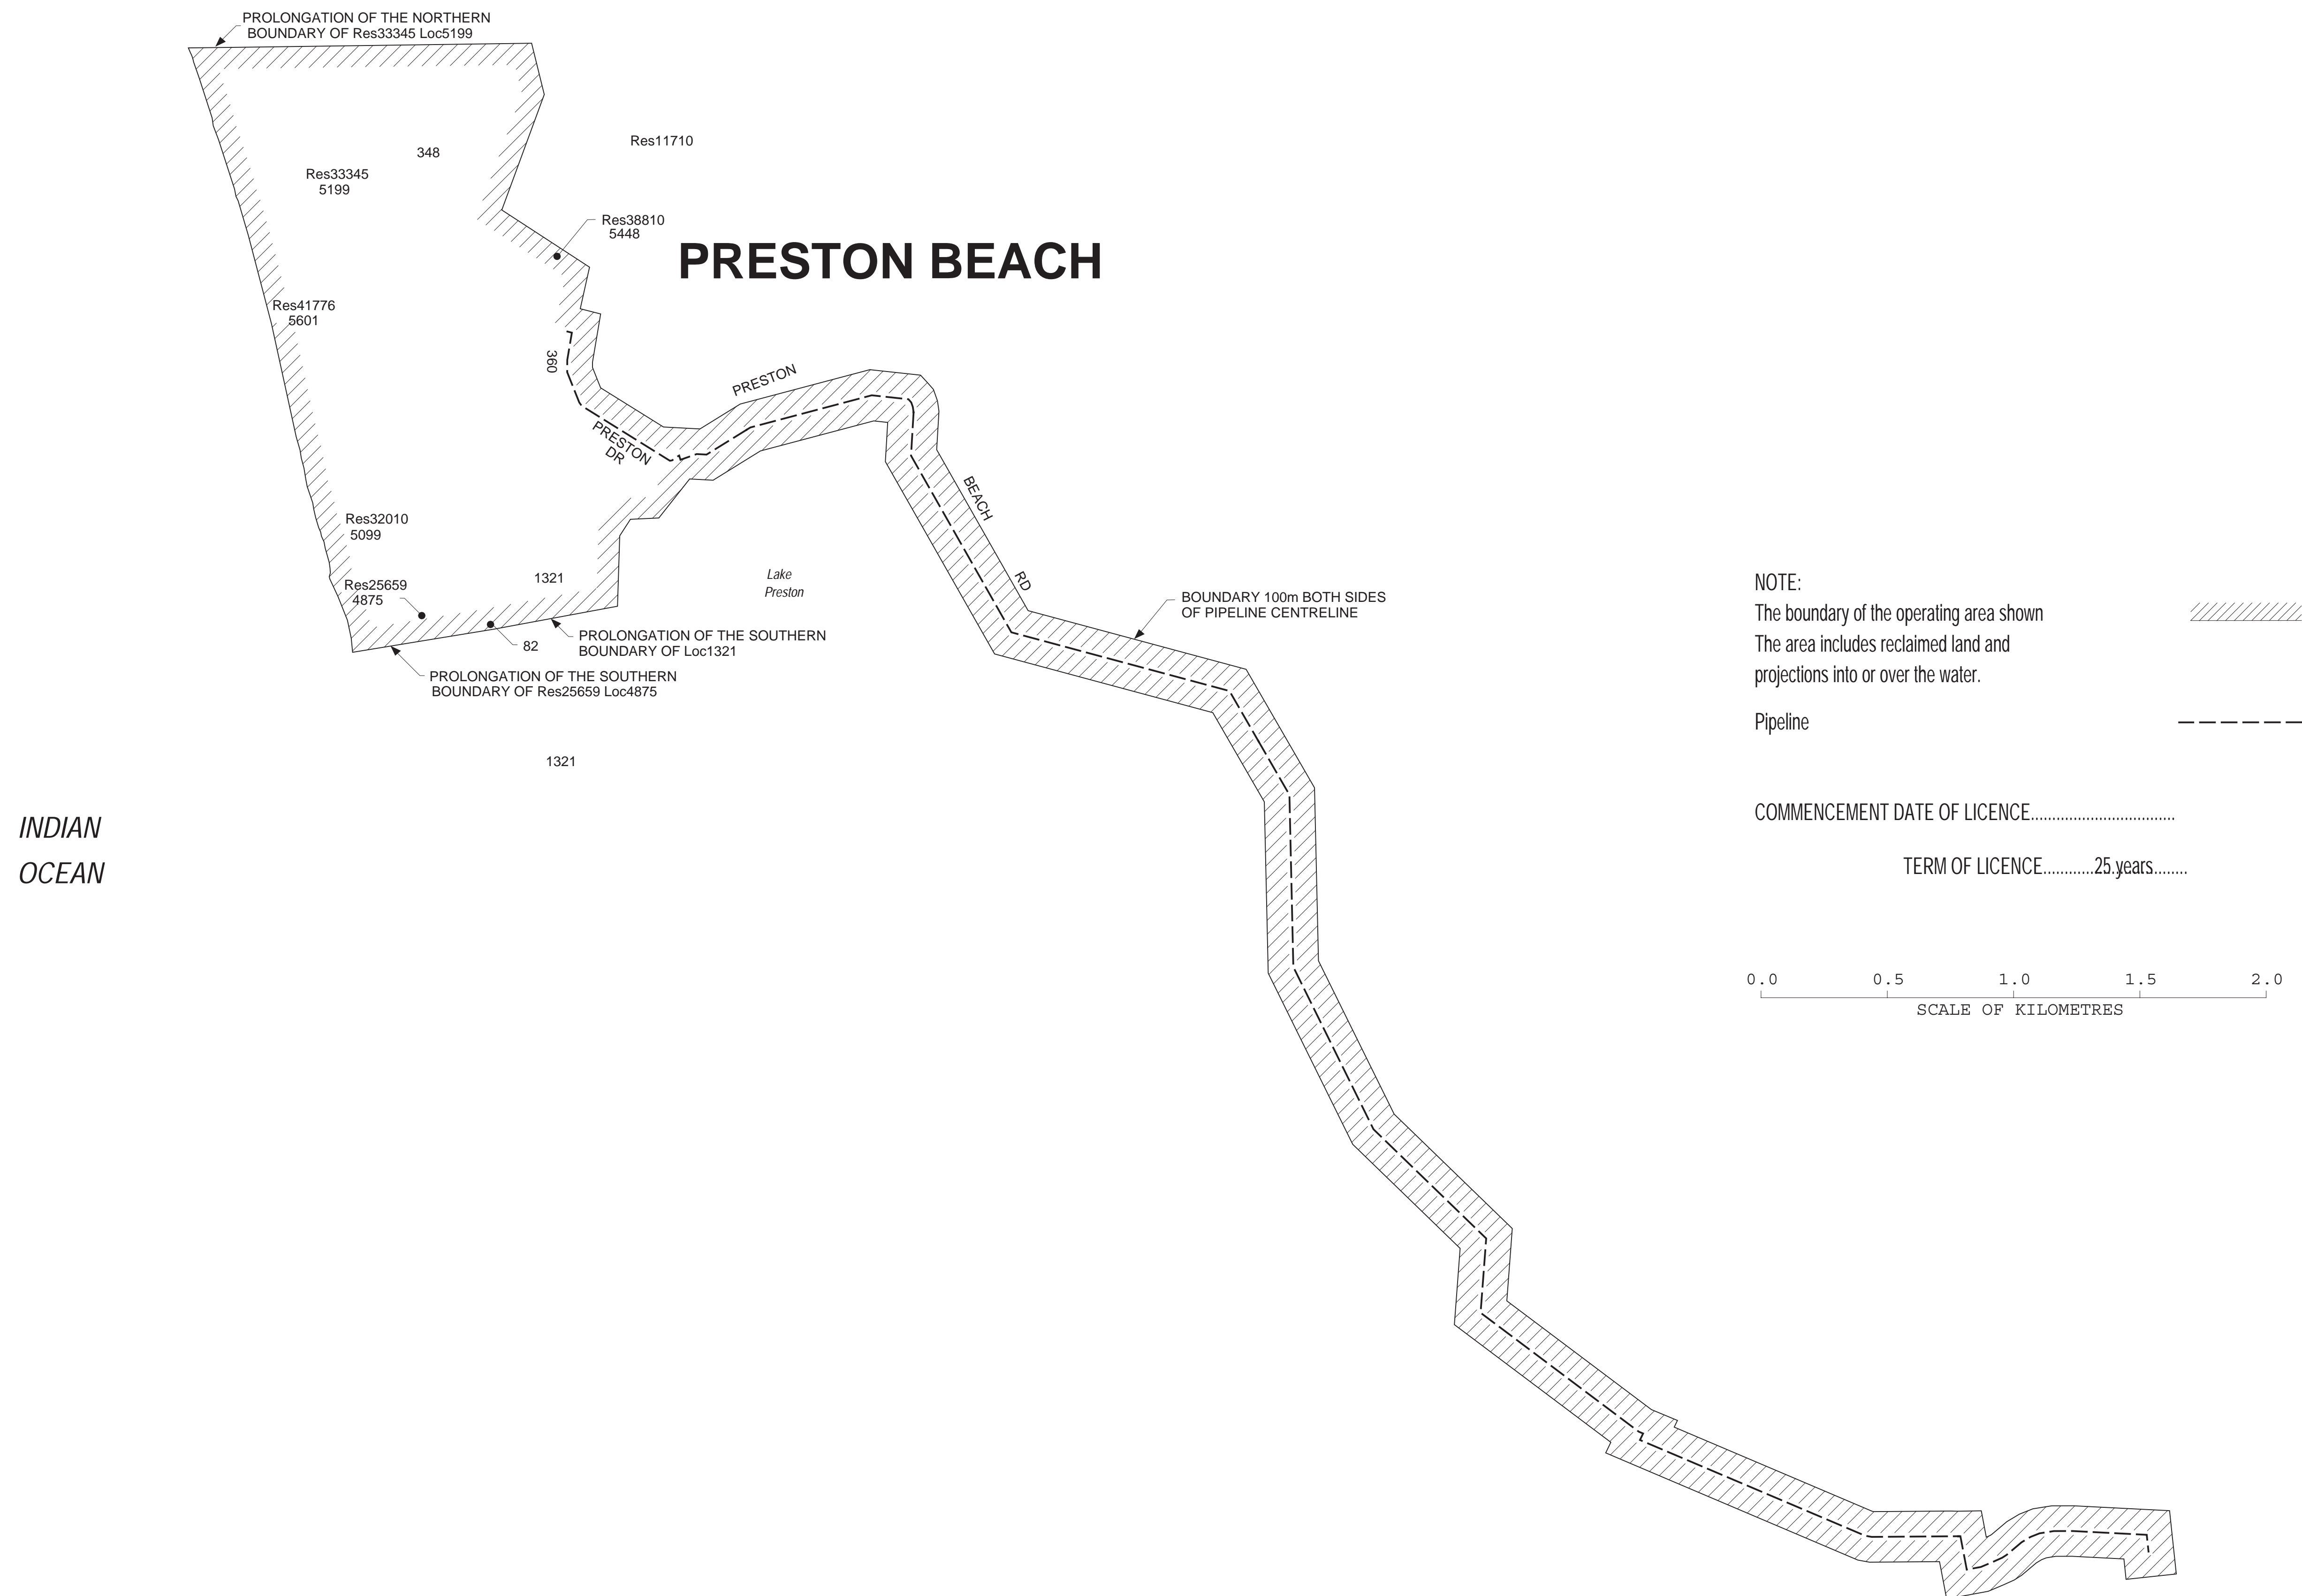 PROLONGATION OF THE NORTHERN
BOUNDARY OF Res33345 Loc5199
Res11710
348
Res33345
5199
Res38810
5448
PRESTON BEACH
Res41776
5601
360
PRESTON
PRESTON
DR
BEACH
RD
Res32010
5099
Res25659
4875
1321
Lake
Preston
82
PROLONGATION OF THE SOUTHERN
BOUNDARY OF Loc1321
PROLONGATION OF THE SOUTHERN
BOUNDARY OF Res25659 Loc4875
BOUNDARY 100m BOTH SIDES
OF PIPELINE CENTRELINE
1321
INDIAN
OCEAN
NOTE:
The boundary of the operating area shown
The area includes reclaimed land and
projections into or over the water.
Pipeline
COMMENCEMENT DATE OF LICENCE..................................
TERM OF LICENCE............25 years..............
0.0 0.5 1.0 1.5 2.0
SCALE OF KILOMETRES